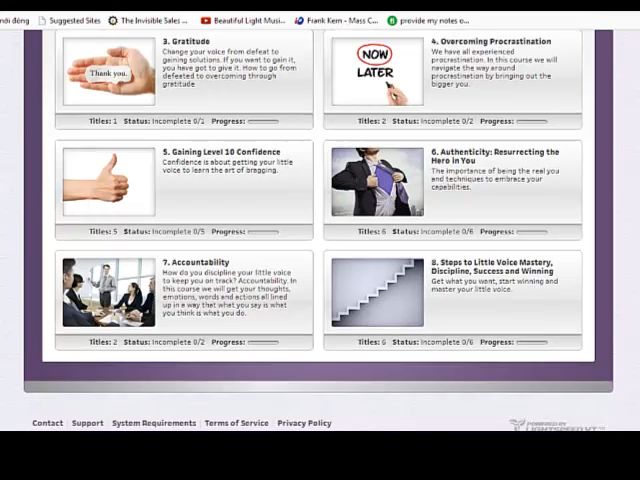 mới đóng Suggested Sites The Invisible Sales ... Beautiful Light Musi... Frank Kern - Mass C... provide my notes o...
3. Gratitude
Change your voice from defeat to
gaining solutions. If you want to gain it,
you have got to give it. How to go from
defeated to overcoming through
gratitude
Thank you.
Titles: 1 Status: Incomplete 0/1 Progress:
4. Overcoming Procrastination
We have all experienced
procrastination. In this course we will
navigate the way around
procrastination by bringing out the
bigger you.
NOW
LATER
Titles: 2 Status: Incomplete 0/2 Progress:
5. Gaining Level 10 Confidence
Confidence is about getting your little
voice to learn the art of bragging.
Titles: 5 Status: Incomplete 0/5 Progress:
6. Authenticity: Resurrecting the
Hero in You
The importance of being the real you
and techniques to embrace your
capabilities.
Titles: 6 Status: Incomplete 0/6 Progress:
7. Accountability
How do you discipline your little voice
to keep you on track? Accountability. In
this course we will get your thoughts,
emotions, words and actions all lined
up in a way that what you say is what
you think is what you do.
Titles: 2 Status: Incomplete 0/2 Progress:
8. Steps to Little Voice Mastery,
Discipline, Success and Winning
Get what you want, start winning and
master your little voice.
Titles: 6 Status: Incomplete 0/6 Progress:
Contact Support System Requirements Terms of Service Privacy Policy
POWERED BY
LIGHTSPEED VT